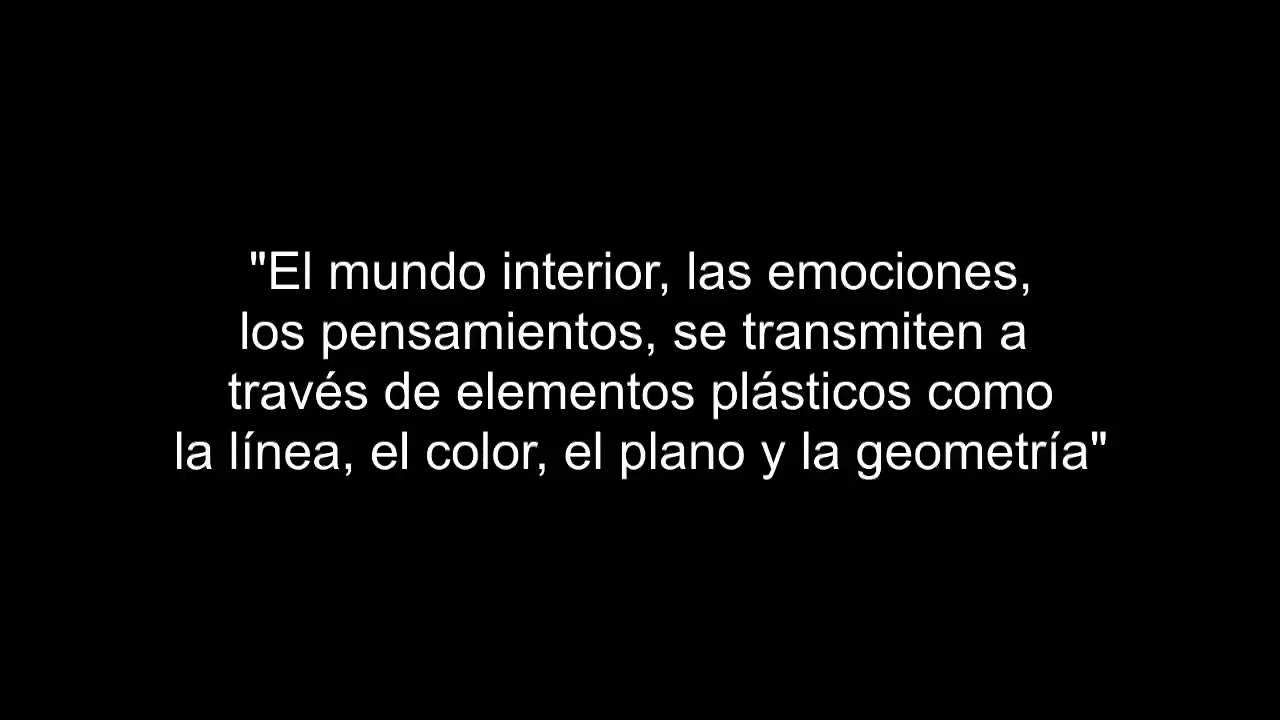 "El mundo interior, las emociones,
los pensamientos, se transmiten a
través de elementos plásticos como
la línea, el color, el plano y la geometría"